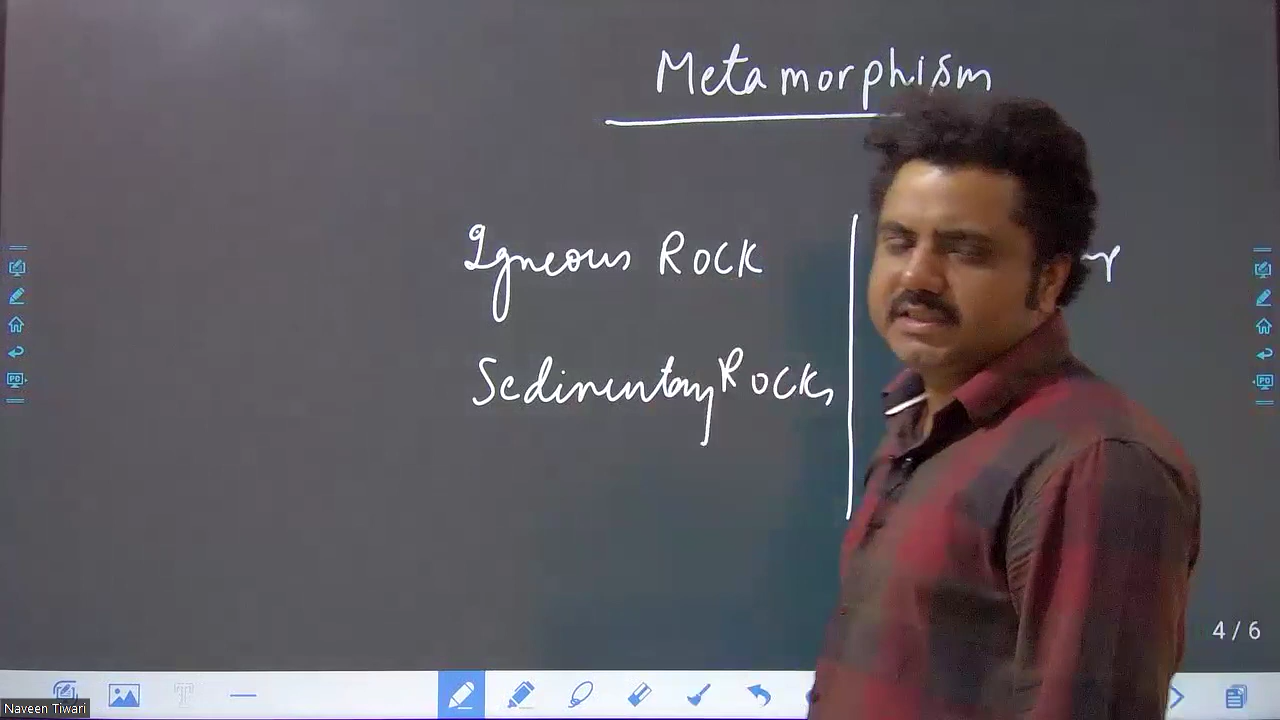 Metamorphism
Igneous Rock
Sedimentary Rocks
4 / 6
Naveen Tiwari